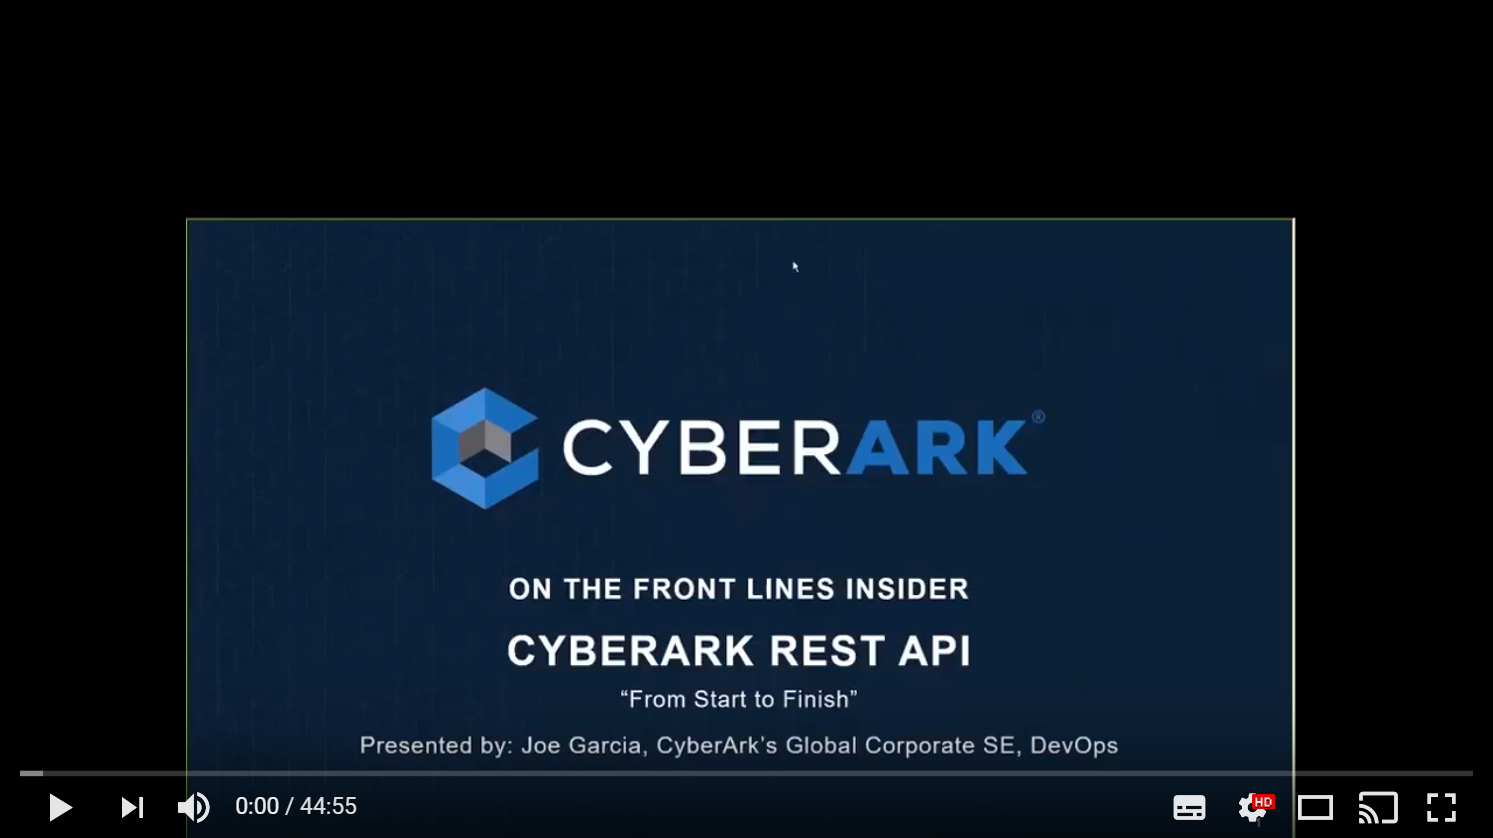 CYBERARK®
ON THE FRONT LINES INSIDER
CYBERARK REST API
“From Start to Finish”
Presented by: Joe Garcia, CyberArk’s Global Corporate SE, DevOps
0:00 / 44:55
HD